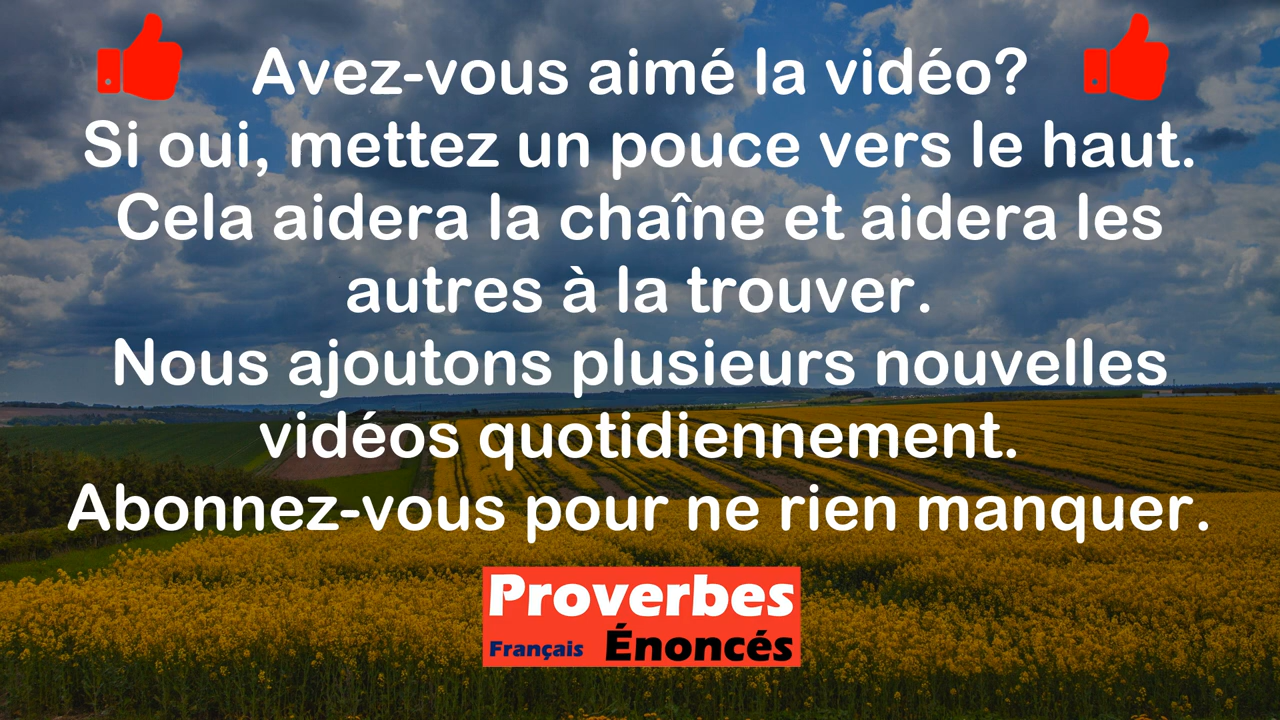 Avez-vous aimé la vidéo?
Si oui, mettez un pouce vers le haut.
Cela aidera la chaîne et aidera les
autres à la trouver.
Nous ajoutons plusieurs nouvelles
vidéos quotidiennement.
Abonnez-vous pour ne rien manquer.
Proverbes
Français Énoncés